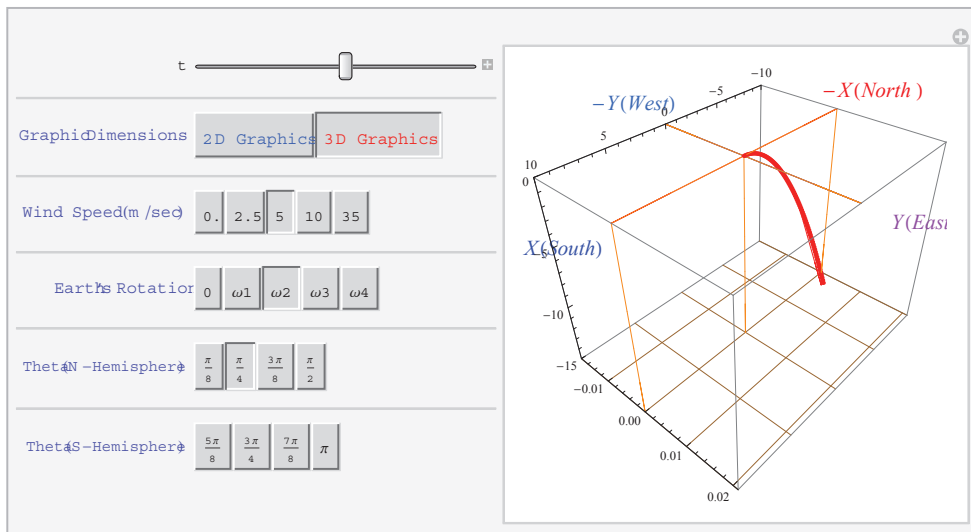 t
GraphicDimensions 2D Graphics 3D Graphics
Wind Speed(m/sec) 0. 2.5 5 10 35
Earth's Rotation 0 ω1 ω2 ω3 ω4
Theta(N-Hemisphere) π/8 π/4 3π/8 π/2
Theta(S-Hemisphere) 5π/8 3π/4 7π/8 π
-10
-5
-X(North)
-Y(West)
0
5
10
0
Y(East
X(South)
-5
-10
-15
-0.01
0.00
0.01
0.02